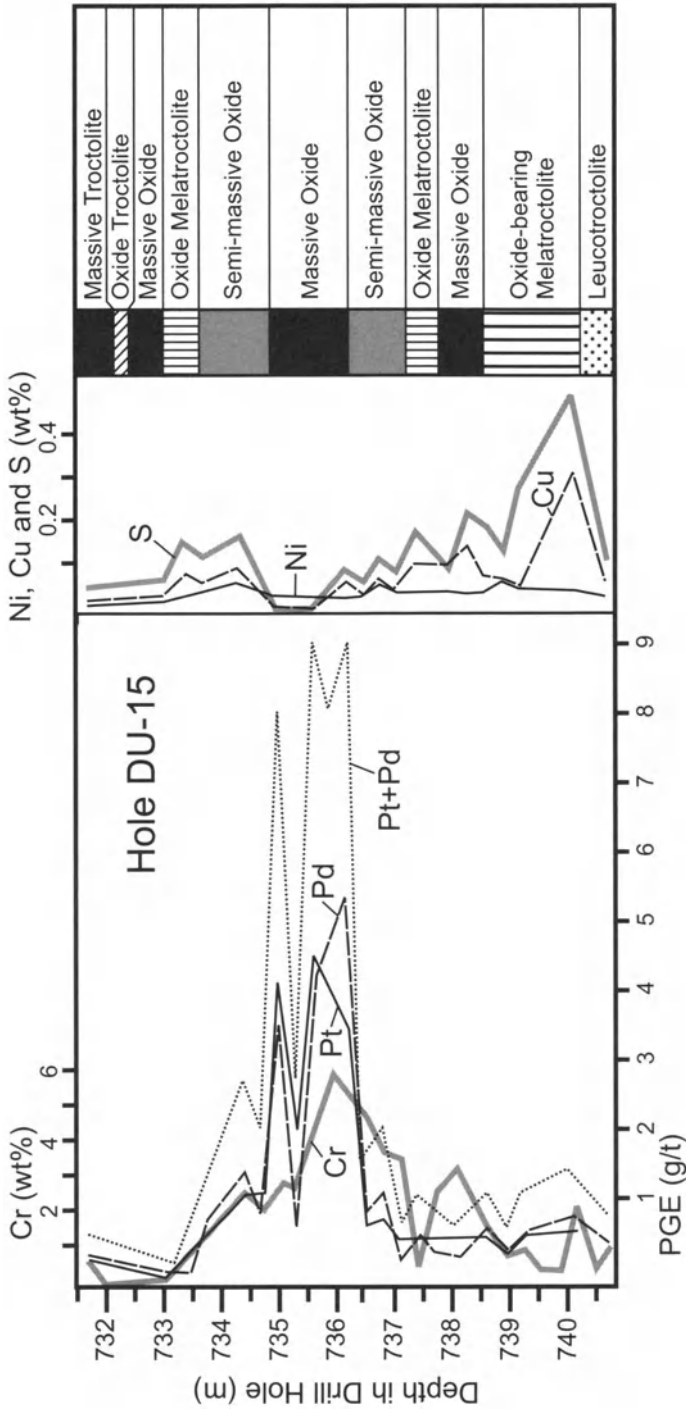 Hole DU-15
Cr (wt%)
2
4
6
Ni, Cu and S (wt%)
0.2
0.4
Depth ih Drill Hole (m)
732
733
734
735
736
737
738
739
740
PGE (g/t)
1
2
3
4
5
6
7
8
9
Cr
Pt
Pd
Pt+Pd
S
Ni
Cu
Massive Troctolite
Oxide Troctolite
Massive Oxide
Oxide Melatroctolite
Semi-massive Oxide
Massive Oxide
Semi-massive Oxide
Oxide Melatroctolite
Massive Oxide
Oxide-bearing
Melatroctolite
Leucotroctolite